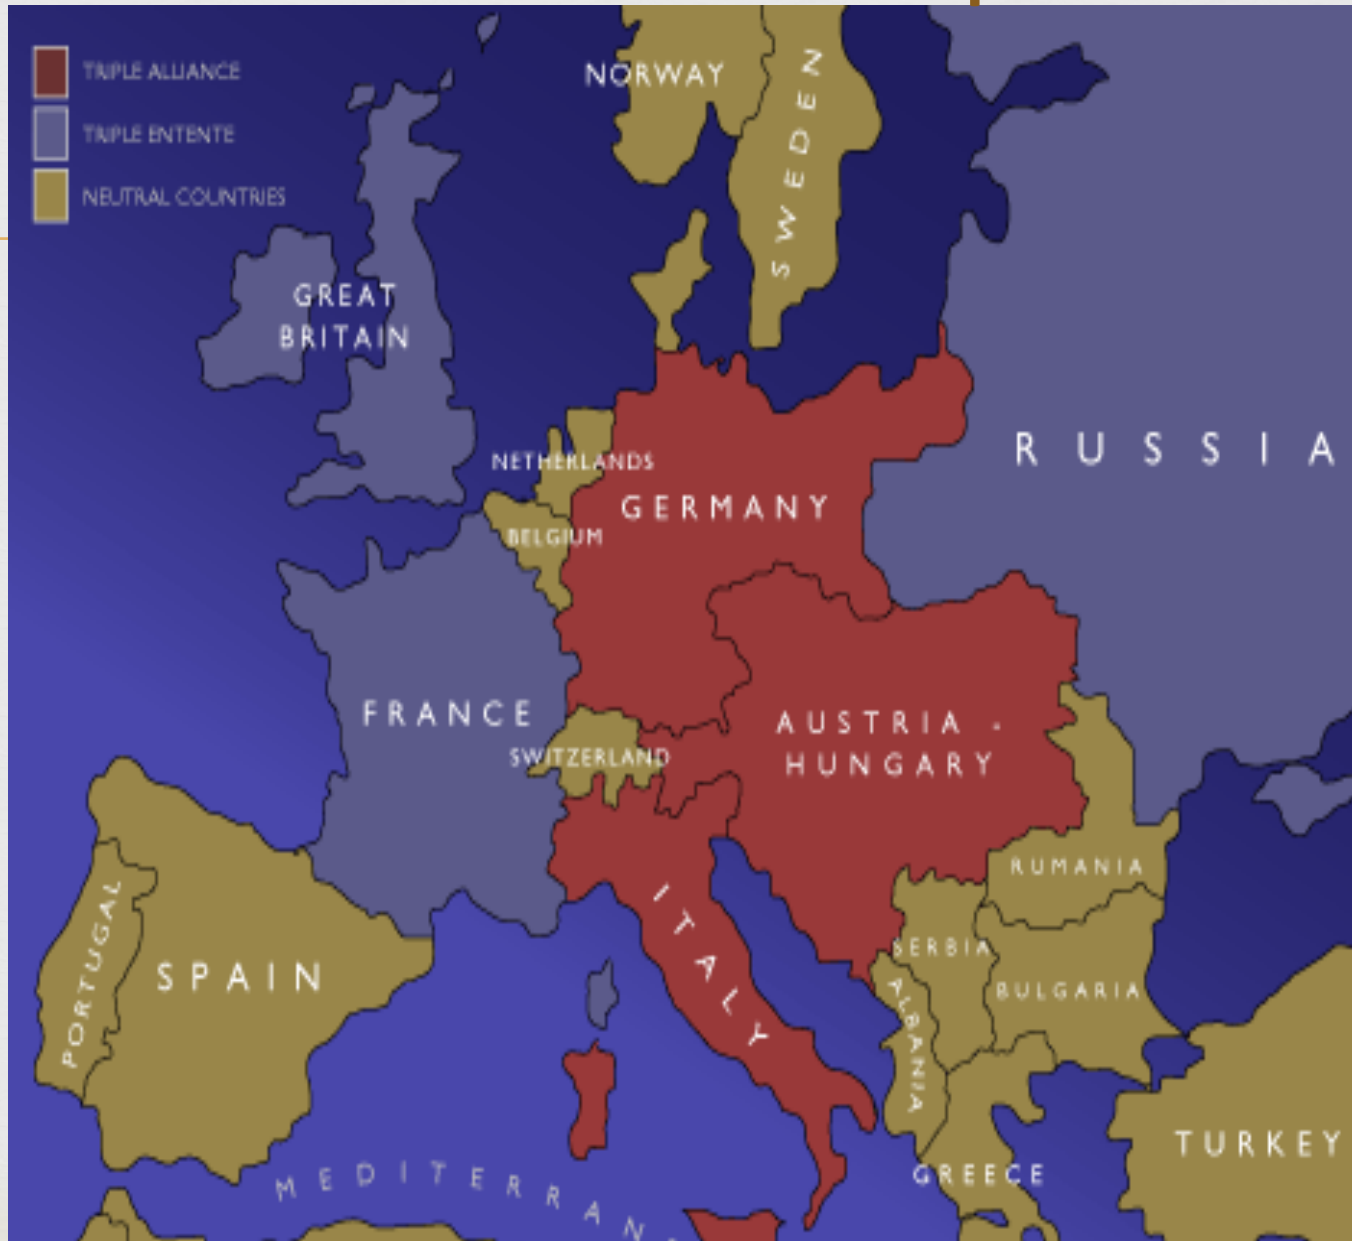 TRIPLE ALLIANCE
TRIPLE ENTENTE
NEUTRAL COUNTRIES
NORWAY
SWEDEN
GREAT
BRITAIN
RUSSIA
NETHERLANDS
GERMANY
BELGIUM
FRANCE
AUSTRIA -
HUNGARY
SWITZERLAND
RUMANIA
ITALY
SERBIA
PORTUGAL
SPAIN
BULGARIA
ALBANIA
TURKEY
GREECE
MEDITERRAN